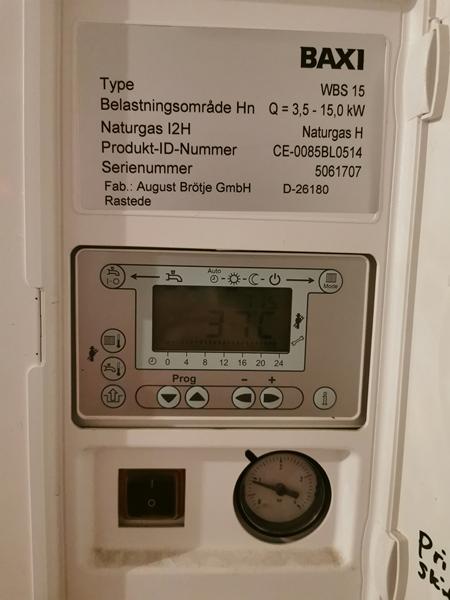 BAXI
Type WBS 15
Belastningsområde Hn Q = 3,5 - 15,0 kW
Naturgas I2H Naturgas H
Produkt-ID-Nummer CE-0085BL0514
Serienummer 5061707
Fab.: August Brötje GmbH D-26180
Rastede
Auto
I-O
Mode
37C
0 4 8 12 16 20 24
Prog - +